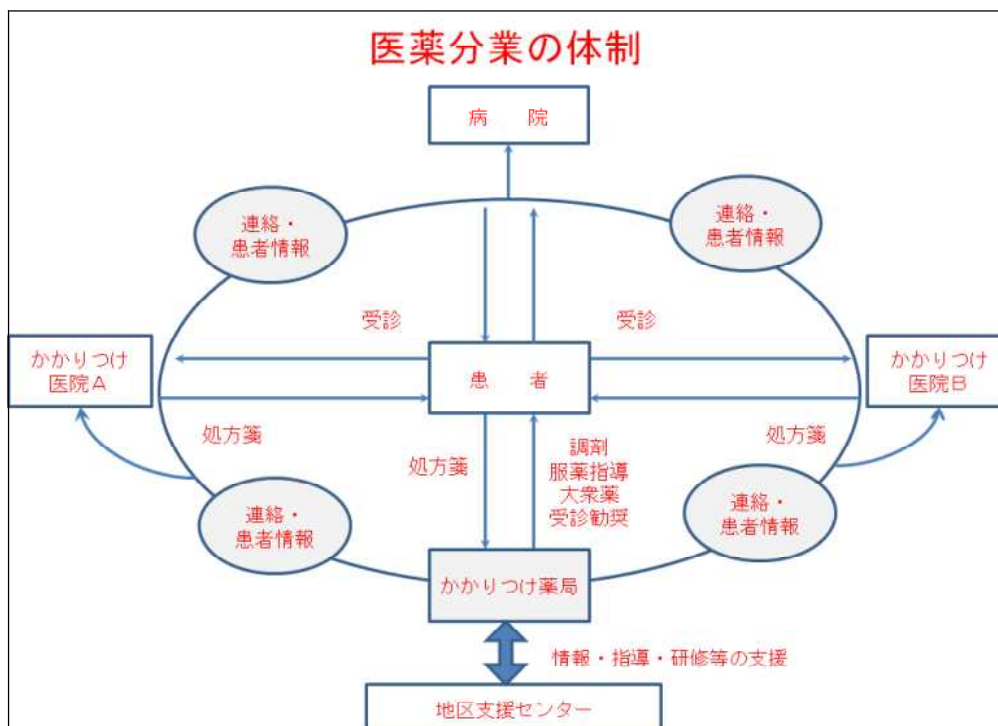 医薬分業の体制
病　　院
連絡・
患者情報
連絡・
患者情報
受診
受診
かかりつけ
医院A
患　　者
かかりつけ
医院B
処方箋
処方箋
調剤
服薬指導
大衆薬
受診勧奨
処方箋
連絡・
患者情報
連絡・
患者情報
かかりつけ薬局
情報・指導・研修等の支援
地区支援センター